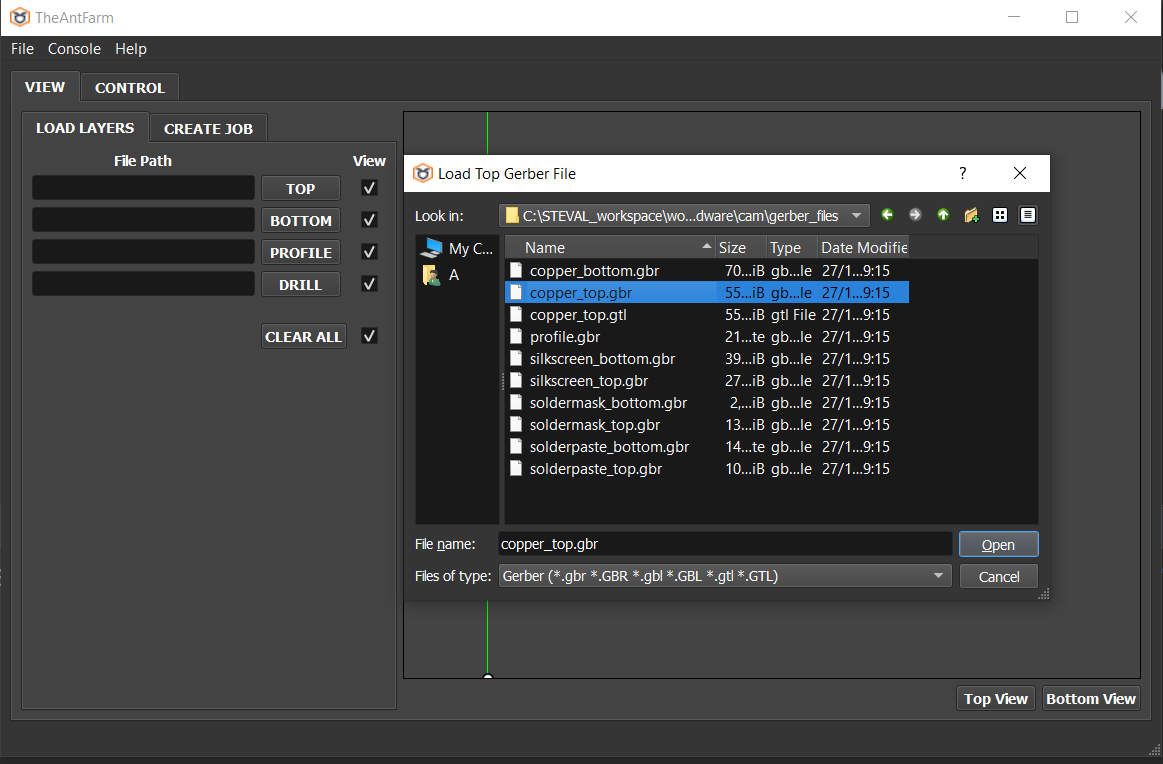 TheAntFarm
File Console Help
VIEW CONTROL
LOAD LAYERS CREATE JOB
File Path View
TOP
BOTTOM
PROFILE
DRILL
CLEAR ALL
Load Top Gerber File ?
Look in: C:\STEVAL_workspace\wo...dware\cam\gerber_files
My C...
A
Name Size Type Date Modifie
copper_bottom.gbr 70...iB gb...le 27/1...9:15
copper_top.gbr 55...iB gb...le 27/1...9:15
copper_top.gtl 55...iB gtl File 27/1...9:15
profile.gbr 21...te gb...le 27/1...9:15
silkscreen_bottom.gbr 39...iB gb...le 27/1...9:15
silkscreen_top.gbr 27...iB gb...le 27/1...9:15
soldermask_bottom.gbr 2,...iB gb...le 27/1...9:15
soldermask_top.gbr 13...iB gb...le 27/1...9:15
solderpaste_bottom.gbr 14...te gb...le 27/1...9:15
solderpaste_top.gbr 10...iB gb...le 27/1...9:15
File name: copper_top.gbr Open
Files of type: Gerber (*.gbr *.GBR *.gbl *.GBL *.gtl *.GTL) Cancel
Top View Bottom View